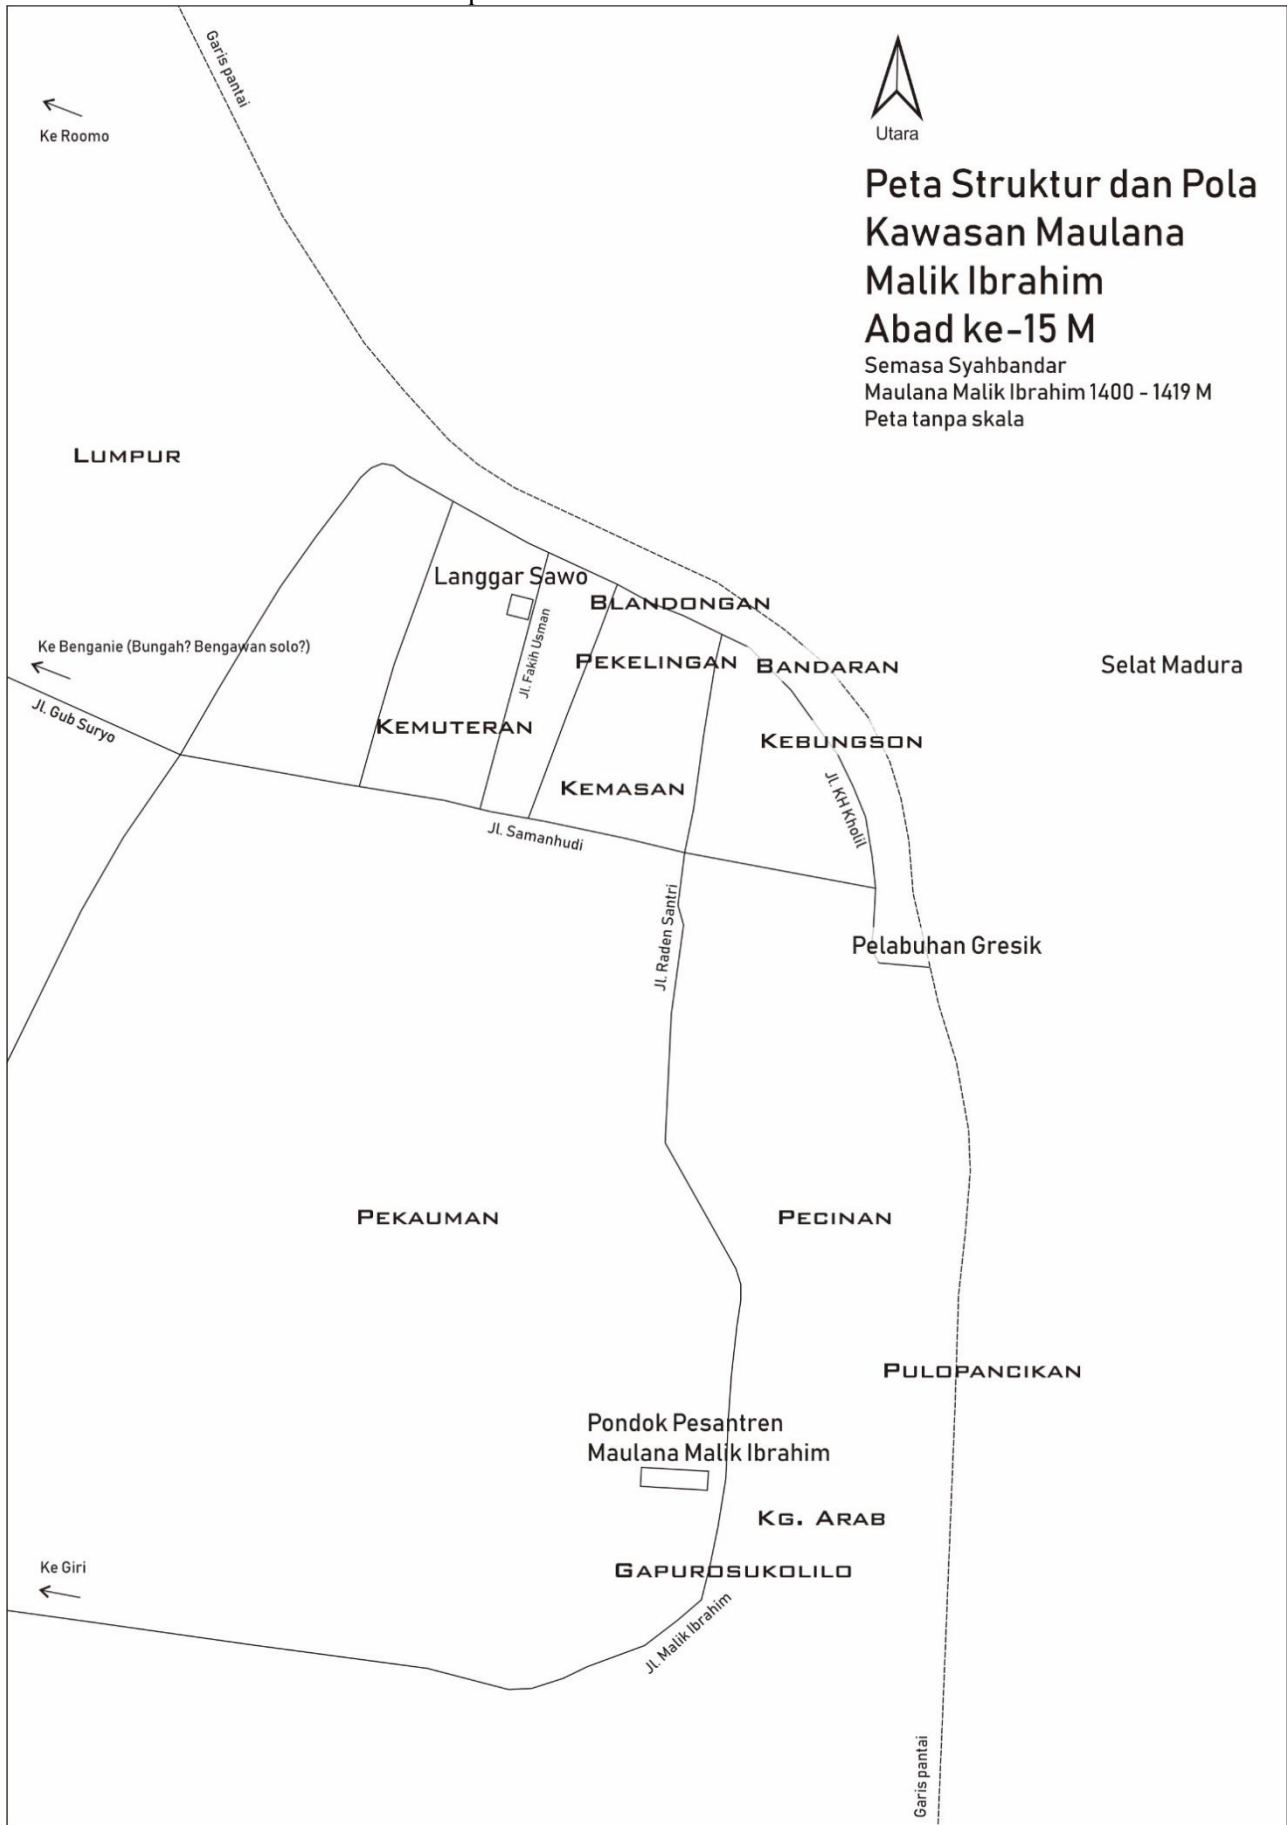 Garis pantai
Ke Roomo
Utara
Peta Struktur dan Pola
Kawasan Maulana
Malik Ibrahim
Abad ke-15 M
Semasa Syahbandar
Maulana Malik Ibrahim 1400 - 1419 M
Peta tanpa skala
LUMPUR
Langgar Sawo
BLANDONGAN
Jl. Fakih Usman
Ke Benganie (Bungah? Bengawan solo?)
PEKELINGAN
BANDARAN
Selat Madura
Jl. Gub Suryo
KEMUTERAN
KEBUNGSON
KEMASAN
Jl. KH Kholil
Jl. Samanhudi
Jl. Raden Santri
Pelabuhan Gresik
PEKAUMAN
PECINAN
PULOPANCIKAN
Pondok Pesantren
Maulana Malik Ibrahim
KG. ARAB
Ke Giri
GAPUROSUKOLILO
Jl. Malik Ibrahim
Garis pantai